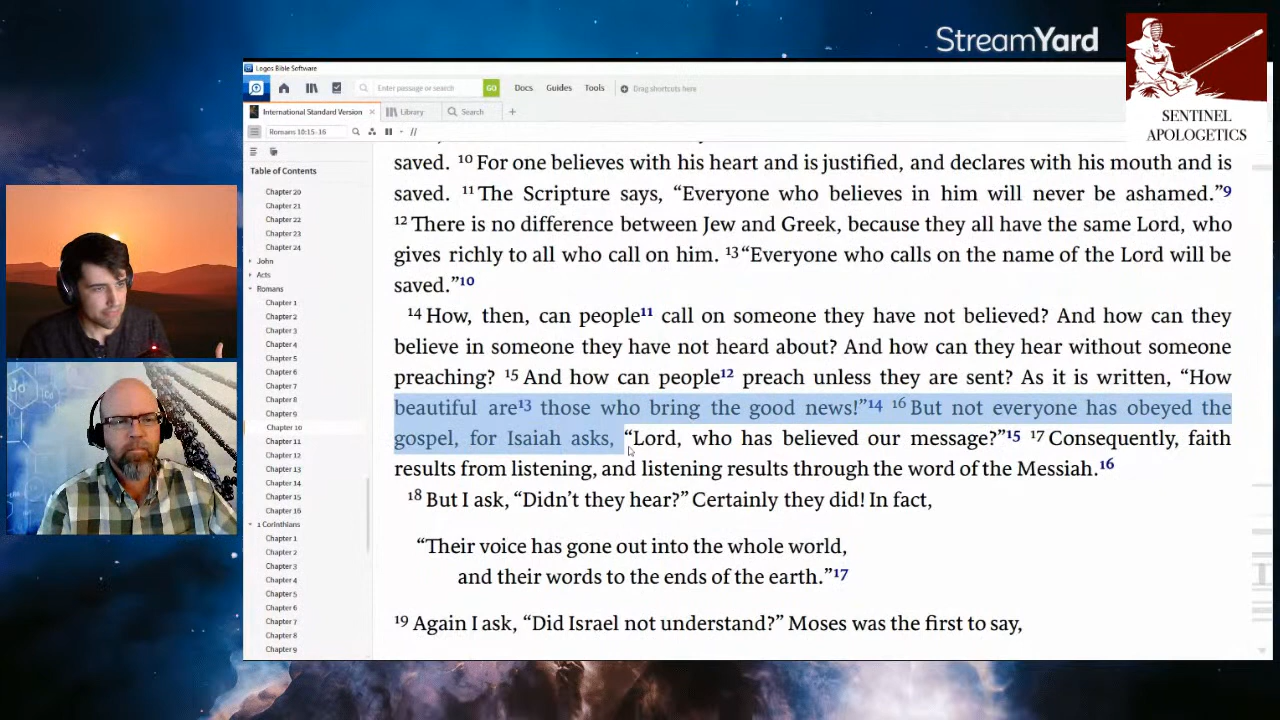 StreamYard
SENTINEL
APOLOGETICS
Logos Bible Software
Enter passage or search
GO
Docs
Guides
Tools
Drag shortcuts here
International Standard Version
Library
Search
Romans 10:15-16
Table of Contents
Chapter 20
Chapter 21
Chapter 22
Chapter 23
Chapter 24
John
Acts
Romans
Chapter 1
Chapter 2
Chapter 3
Chapter 4
Chapter 5
Chapter 6
Chapter 7
Chapter 8
Chapter 9
Chapter 10
Chapter 11
Chapter 12
Chapter 13
Chapter 14
Chapter 15
Chapter 16
1 Corinthians
Chapter 1
Chapter 2
Chapter 3
Chapter 4
Chapter 5
Chapter 6
Chapter 7
Chapter 8
Chapter 9
saved. 10 For one believes with his heart and is justified, and declares with his mouth and is
saved. 11 The Scripture says, “Everyone who believes in him will never be ashamed.”9
12 There is no difference between Jew and Greek, because they all have the same Lord, who
gives richly to all who call on him. 13 “Everyone who calls on the name of the Lord will be
saved.”10
14 How, then, can people11 call on someone they have not believed? And how can they
believe in someone they have not heard about? And how can they hear without someone
preaching? 15 And how can people12 preach unless they are sent? As it is written, “How
beautiful are13 those who bring the good news!”14 16 But not everyone has obeyed the
gospel, for Isaiah asks, “Lord, who has believed our message?”15 17 Consequently, faith
results from listening, and listening results through the word of the Messiah.16
18 But I ask, “Didn’t they hear?” Certainly they did! In fact,
“Their voice has gone out into the whole world,
and their words to the ends of the earth.”17
19 Again I ask, “Did Israel not understand?” Moses was the first to say,